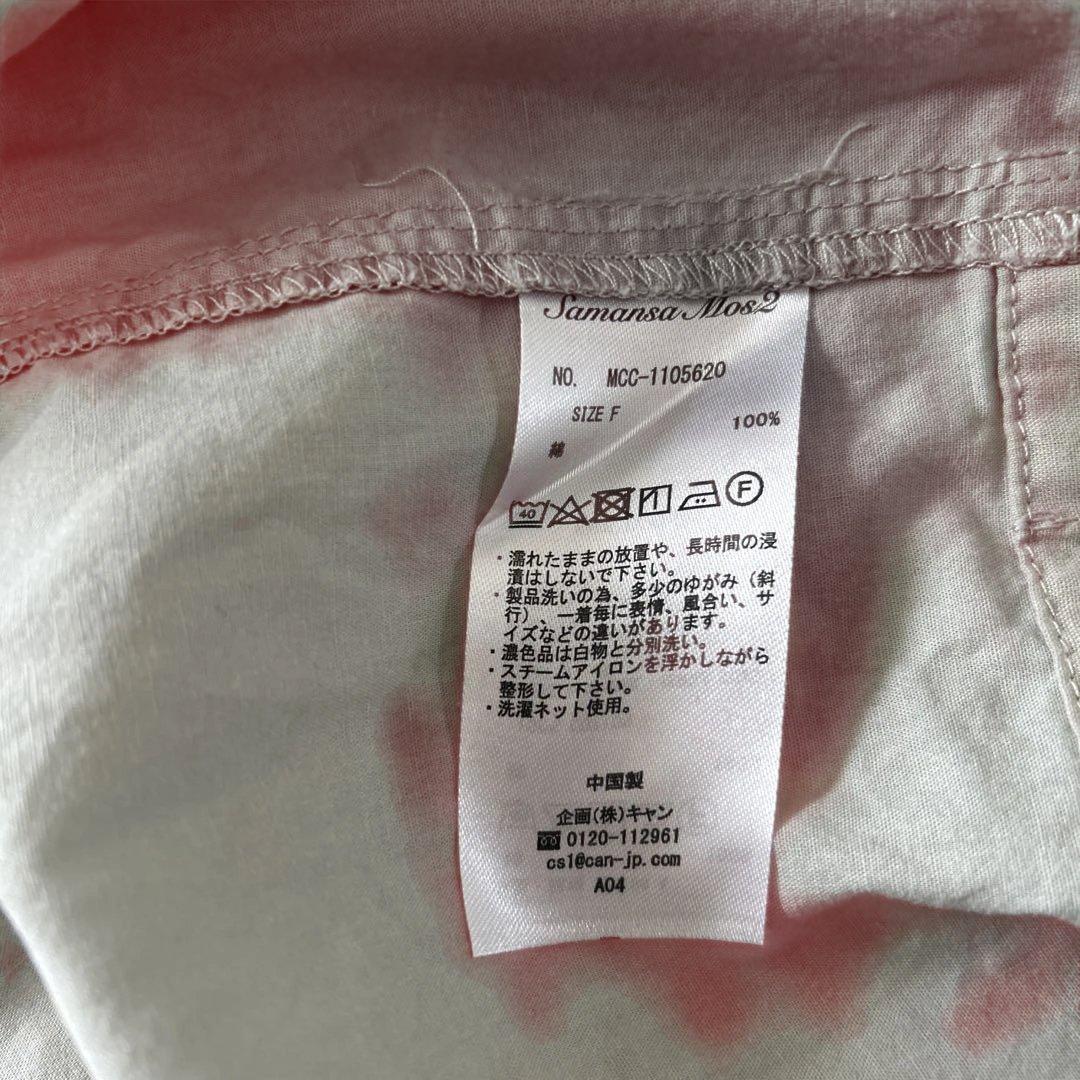 Samansa Mos2
NO. MCC-1105620
SIZE F
綿 100%
40 F
・濡れたままの放置や、長時間の浸
漬はしないで下さい。
・製品洗いの為、多少のゆがみ（斜
行）、一着毎に表情、風合い、サ
イズなどの違いがあります。
・濃色品は白物と分別洗い。
・スチームアイロンを浮かしながら
整形して下さい。
・洗濯ネット使用。
中国製
企画(株)キャン
0120-112961
cs1@can-jp.com
A04